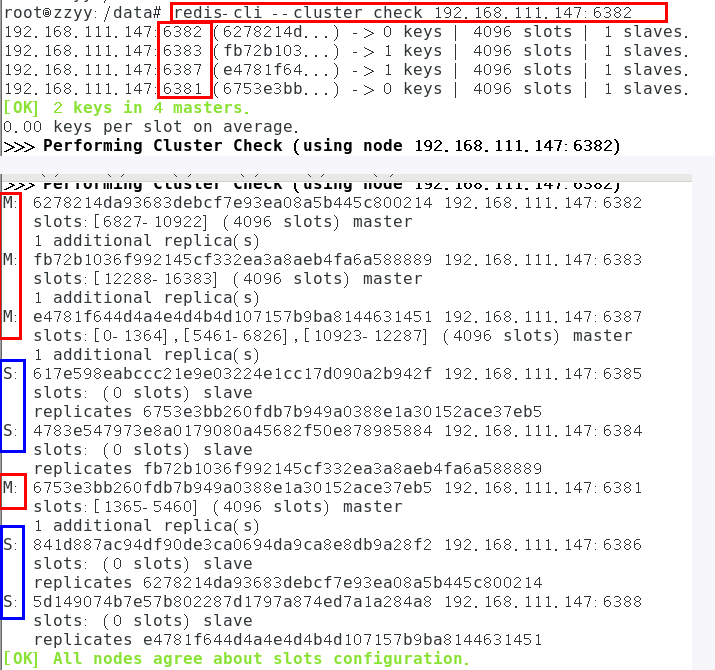 root@zzyy:/data# redis-cli --cluster check 192.168.111.147:6382
192.168.111.147:6382 (6278214d...) -> 0 keys | 4096 slots | 1 slaves.
192.168.111.147:6383 (fb72b103...) -> 1 keys | 4096 slots | 1 slaves.
192.168.111.147:6387 (e4781f64...) -> 1 keys | 4096 slots | 1 slaves.
192.168.111.147:6381 (6753e3bb...) -> 0 keys | 4096 slots | 1 slaves.
[OK] 2 keys in 4 masters.
0.00 keys per slot on average.
>>> Performing Cluster Check (using node 192.168.111.147:6382)
>>> Performing Cluster Check (using node 192.168.111.147:6382)
M: 6278214da93683debcf7e93ea08a5b445c800214 192.168.111.147:6382
slots:[6827-10922] (4096 slots) master
1 additional replica(s)
M: fb72b1036f992145cf332ea3a8aeb4fa6a588889 192.168.111.147:6383
slots:[12288-16383] (4096 slots) master
1 additional replica(s)
M: e4781f644d4a4e4d4b4d107157b9ba8144631451 192.168.111.147:6387
slots:[0-1364],[5461-6826],[10923-12287] (4096 slots) master
1 additional replica(s)
S: 617e598eabccc21e9e03224e1cc17d090a2b942f 192.168.111.147:6385
slots: (0 slots) slave
replicates 6753e3bb260fdb7b949a0388e1a30152ace37eb5
S: 4783e547973e8a0179080a45682f50e878985884 192.168.111.147:6384
slots: (0 slots) slave
replicates fb72b1036f992145cf332ea3a8aeb4fa6a588889
M: 6753e3bb260fdb7b949a0388e1a30152ace37eb5 192.168.111.147:6381
slots:[1365-5460] (4096 slots) master
1 additional replica(s)
S: 841d887ac94df90de3ca0694da9ca8e8db9a28f2 192.168.111.147:6386
slots: (0 slots) slave
replicates 6278214da93683debcf7e93ea08a5b445c800214
S: 5d149074b7e57b802287d1797a874ed7a1a284a8 192.168.111.147:6388
slots: (0 slots) slave
replicates e4781f644d4a4e4d4b4d107157b9ba8144631451
[OK] All nodes agree about slots configuration.